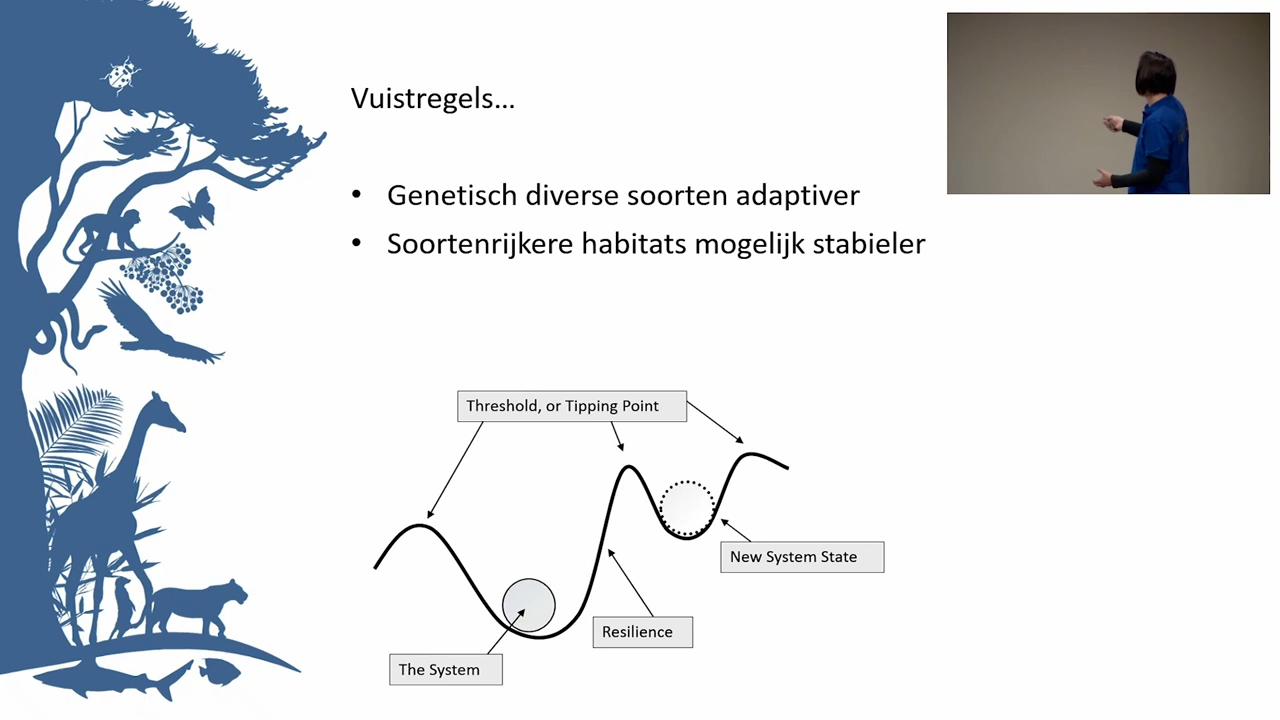 Vuistregels...
• Genetisch diverse soorten adaptiver
• Soortenrijkere habitats mogelijk stabieler
Threshold, or Tipping Point
New System State
Resilience
The System